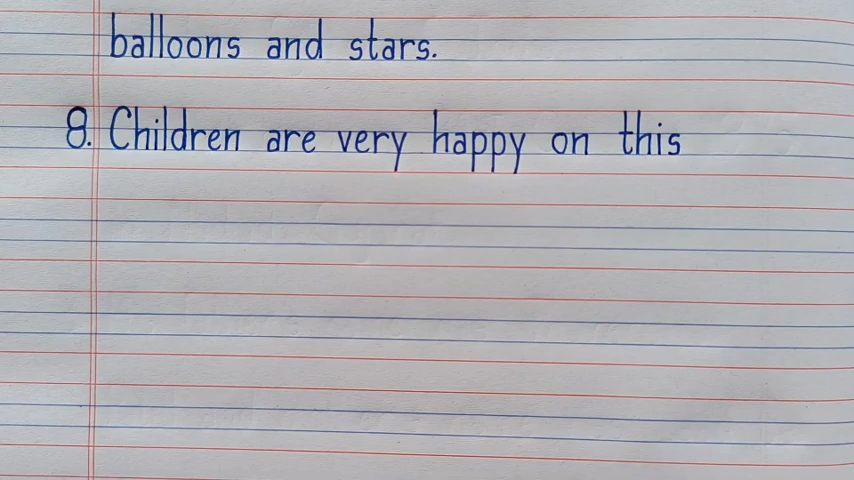 balloons and stars.
8. Children are very happy on this